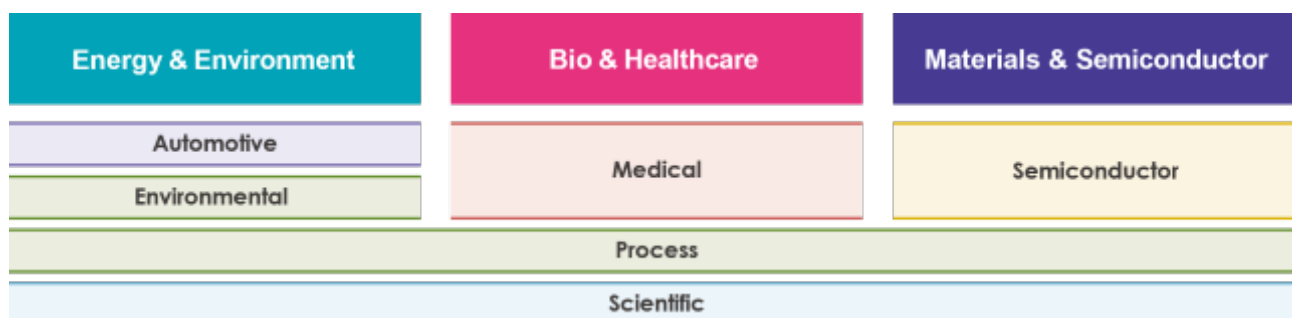 Energy & Environment
Bio & Healthcare
Materials & Semiconductor
Automotive
Environmental
Medical
Semiconductor
Process
Scientific